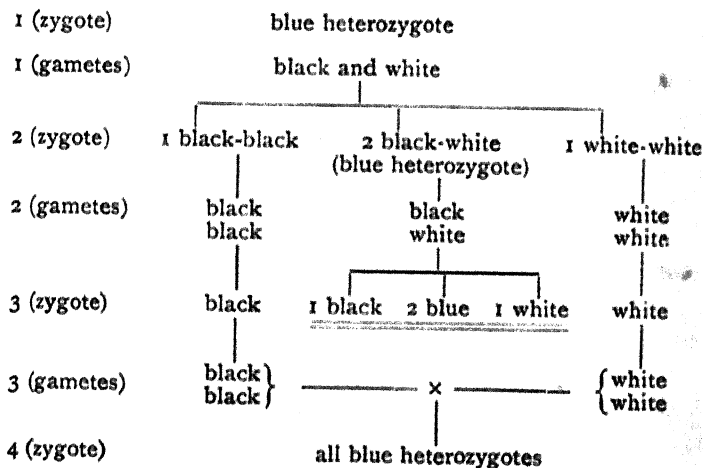 1 (zygote) blue heterozygote
1 (gametes) black and white
2 (zygote) 1 black-black 2 black-white 1 white-white
(blue heterozygote)
2 (gametes) black black white
black white white
3 (zygote) black 1 black 2 blue 1 white white
3 (gametes) black} × {white
black} {white
4 (zygote) all blue heterozygotes